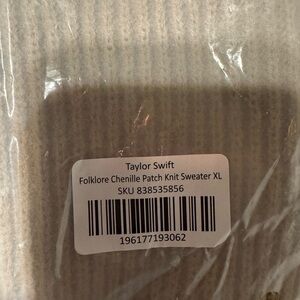 Taylor Swift
Folklore Chenille Patch Knit Sweater XL
SKU 838535856
196177193062